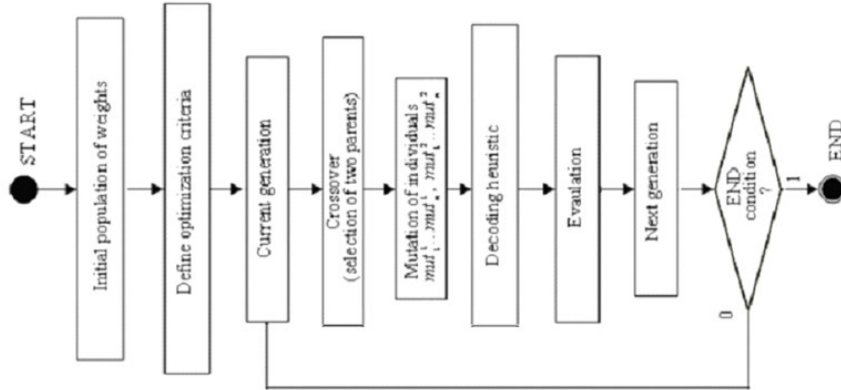 START
Initial population of weights
Define optimization criteria
Current generation
Crossover
(selection of two parents)
Mutation of individuals
Decoding heuristic
Evaulation
Next generation
END
condition
?
0
1
END